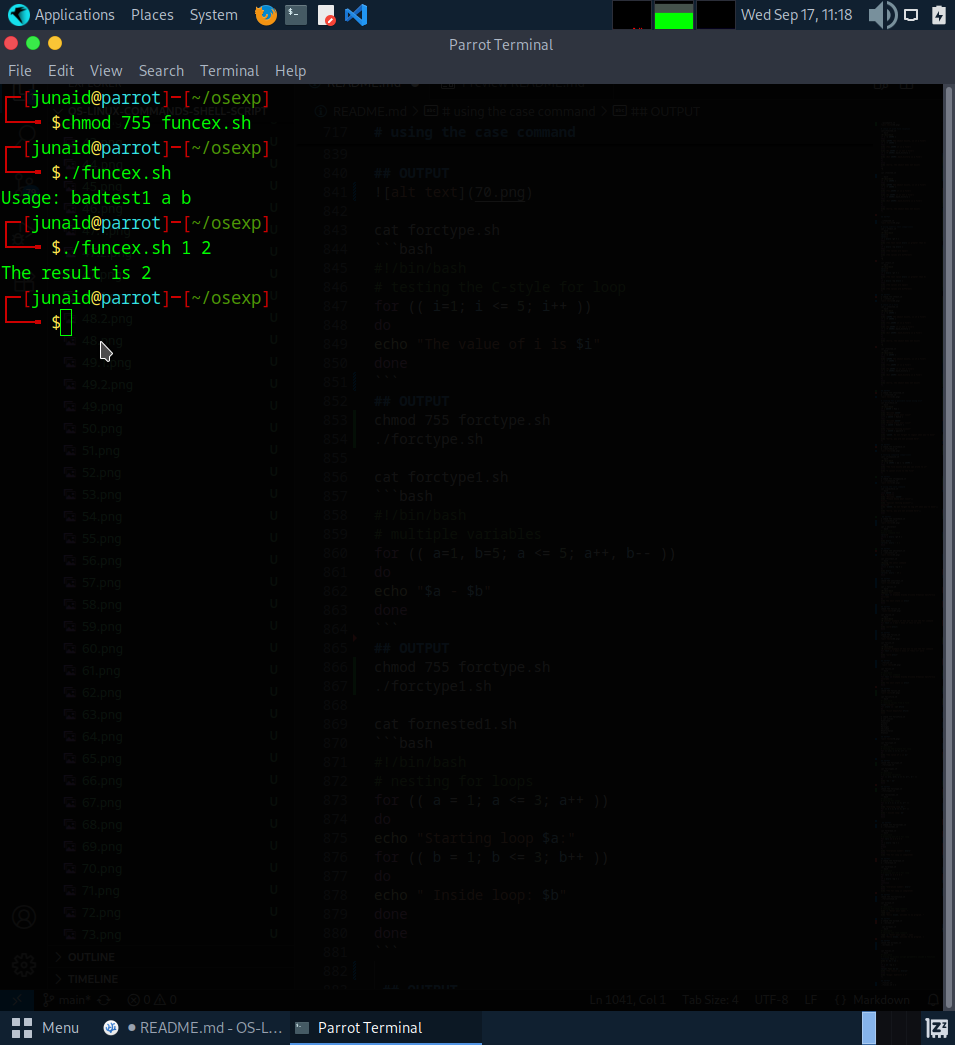 Applications Places System Wed Sep 17, 11:18
Parrot Terminal
File Edit View Search Terminal Help
[junaid@parrot]─[~/osexp]
$chmod 755 funcex.sh
[junaid@parrot]─[~/osexp]
$./funcex.sh
Usage: badtest1 a b
[junaid@parrot]─[~/osexp]
$./funcex.sh 1 2
The result is 2
[junaid@parrot]─[~/osexp]
$
README.md > # using the case command > ## OUTPUT
737 # using the case command
839
840 ## OUTPUT
841 ![alt text](70.png)
842
843 cat forctype.sh
844 ```bash
845 #!/bin/bash
846 # testing the C-style for loop
847 for (( i=1; i <= 5; i++ ))
848 do
849 echo "The value of i is $i"
850 done
851 ```
852 ## OUTPUT
853 chmod 755 forctype.sh
854 ./forctype.sh
855
856 cat forctype1.sh
857 ```bash
858 #!/bin/bash
859 # multiple variables
860 for (( a=1, b=5; a <= 5; a++, b-- ))
861 do
862 echo "$a - $b"
863 done
864 ```
865 ## OUTPUT
866 chmod 755 forctype.sh
867 ./forctype1.sh
868
869 cat fornested1.sh
870 ```bash
871 #!/bin/bash
872 # nesting for loops
873 for (( a = 1; a <= 3; a++ ))
874 do
875 echo "Starting loop $a:"
876 for (( b = 1; b <= 3; b++ ))
877 do
878 echo " Inside loop: $b"
879 done
880 done
881 ```
882
## OUTPUT
48.2.png U
49.2.png U
49.png U
50.png U
51.png U
52.png U
53.png U
54.png U
55.png U
56.png U
57.png U
58.png U
59.png U
60.png U
61.png U
62.png U
63.png U
64.png U
65.png U
66.png U
67.png U
68.png U
69.png U
70.png U
71.png U
72.png U
73.png U
OUTLINE
TIMELINE
main* 0 0 Ln 1041, Col 1 Tab Size: 4 UTF-8 LF {} Markdown
Menu ● README.md - OS-L... Parrot Terminal